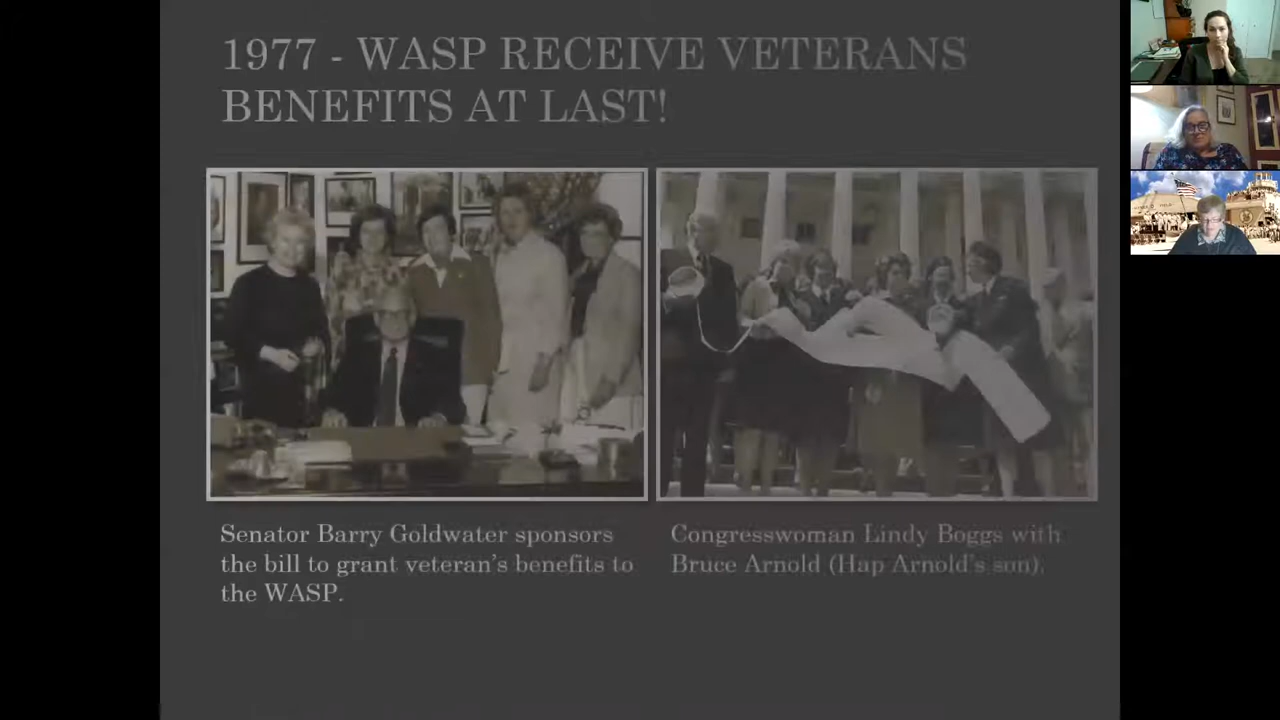 1977 - WASP RECEIVE VETERANS
BENEFITS AT LAST!
Senator Barry Goldwater sponsors
the bill to grant veteran's benefits to
the WASP.
Congresswoman Lindy Boggs with
Bruce Arnold (Hap Arnold's son).